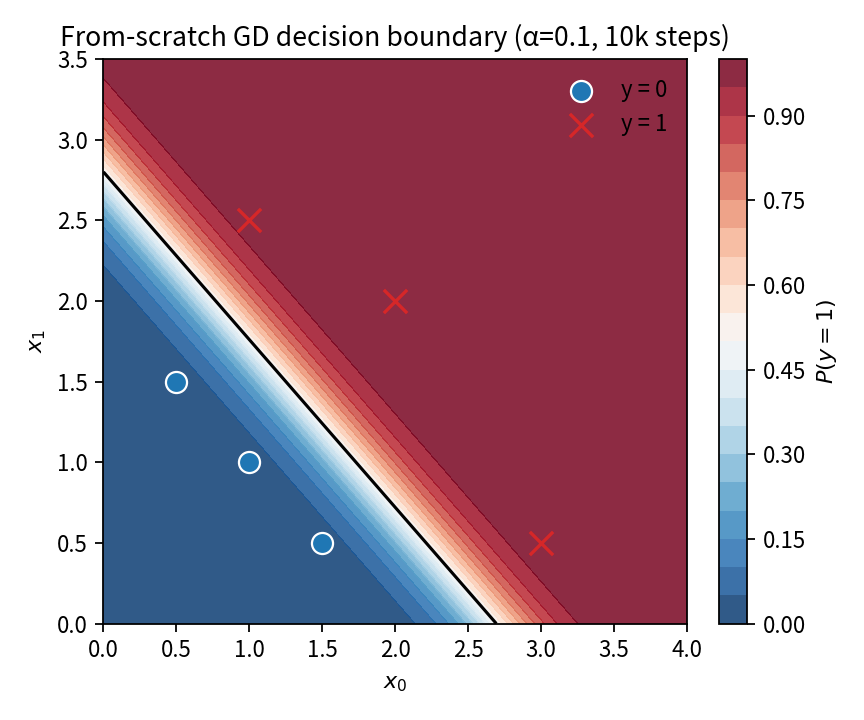 From-scratch GD decision boundary (α=0.1, 10k steps)
y = 0
y = 1
3.5
3.0
2.5
2.0
1.5
1.0
0.5
0.0
x₁
0.0 0.5 1.0 1.5 2.0 2.5 3.0 3.5 4.0
x₀
0.90
0.75
0.60
0.45
0.30
0.15
0.00
P(y = 1)